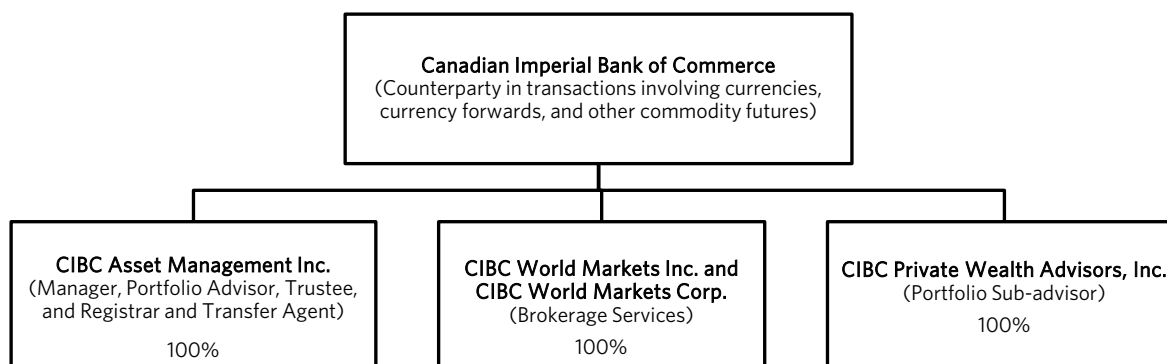 Canadian Imperial Bank of Commerce
(Counterparty in transactions involving currencies,
currency forwards, and other commodity futures)
CIBC Asset Management Inc.
(Manager, Portfolio Advisor, Trustee,
and Registrar and Transfer Agent)
100%
CIBC World Markets Inc. and
CIBC World Markets Corp.
(Brokerage Services)
100%
CIBC Private Wealth Advisors, Inc.
(Portfolio Sub-advisor)
100%